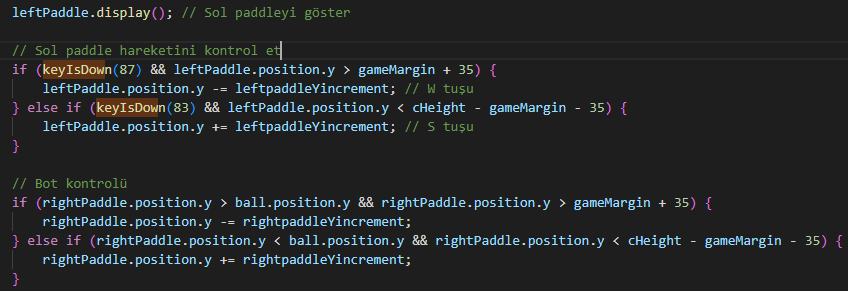 leftPaddle.display(); // Sol paddleyi göster
// Sol paddle hareketini kontrol et
if (keyIsDown(87) && leftPaddle.position.y > gameMargin + 35) {
leftPaddle.position.y -= leftpaddleYincrement; // W tuşu
} else if (keyIsDown(83) && leftPaddle.position.y < cHeight - gameMargin - 35) {
leftPaddle.position.y += leftpaddleYincrement; // S tuşu
}
// Bot kontrolü
if (rightPaddle.position.y > ball.position.y && rightPaddle.position.y > gameMargin + 35) {
rightPaddle.position.y -= rightpaddleYincrement;
} else if (rightPaddle.position.y < ball.position.y && rightPaddle.position.y < cHeight - gameMargin - 35) {
rightPaddle.position.y += rightpaddleYincrement;
}